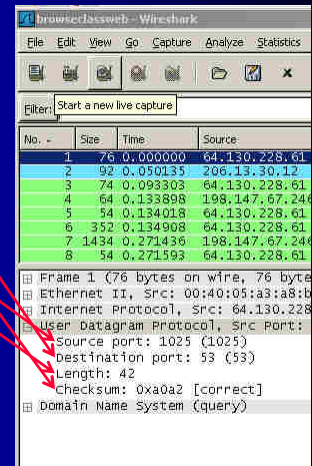 browseclassweb - Wireshark
File Edit View Go Capture Analyze Statistics
Filter: Start a new live capture
No. - Size Time Source
1 76 0.000000 64.130.228.61
2 92 0.050135 206.13.30.12
3 74 0.093303 64.130.228.61
4 64 0.133898 198.147.67.246
5 54 0.134018 64.130.228.61
6 352 0.134908 64.130.228.61
7 1434 0.271436 198.147.67.246
8 54 0.271593 64.130.228.61
Frame 1 (76 bytes on wire, 76 byte
Ethernet II, Src: 00:40:05:a3:a8:b
Internet Protocol, Src: 64.130.228
User Datagram Protocol, Src Port:
Source port: 1025 (1025)
Destination port: 53 (53)
Length: 42
Checksum: 0xa0a2 [correct]
Domain Name System (query)